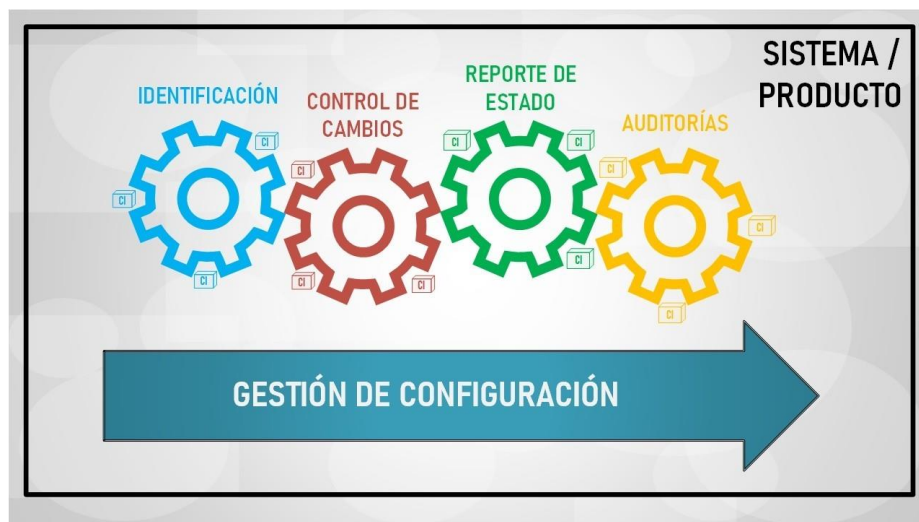 SISTEMA /
PRODUCTO
IDENTIFICACIÓN
CONTROL DE
CAMBIOS
REPORTE DE
ESTADO
AUDITORÍAS
CI
CI
CI
CI
CI
CI
CI
CI
CI
CI
CI
CI
GESTIÓN DE CONFIGURACIÓN